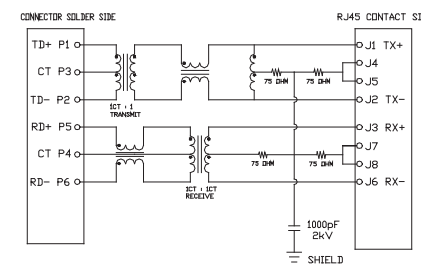 CONNECTOR SOLDER SIDE
RJ45 CONTACT SI
TD+ P1
J1 TX+
J4
CT P3
75 OHM
75 OHM
J5
TD- P2
J2 TX-
1CT : 1
TRANSMIT
RD+ P5
J3 RX+
J7
CT P4
75 OHM
75 OHM
J8
RD- P6
J6 RX-
1CT : 1CT
RECEIVE
1000pF
2kV
SHIELD